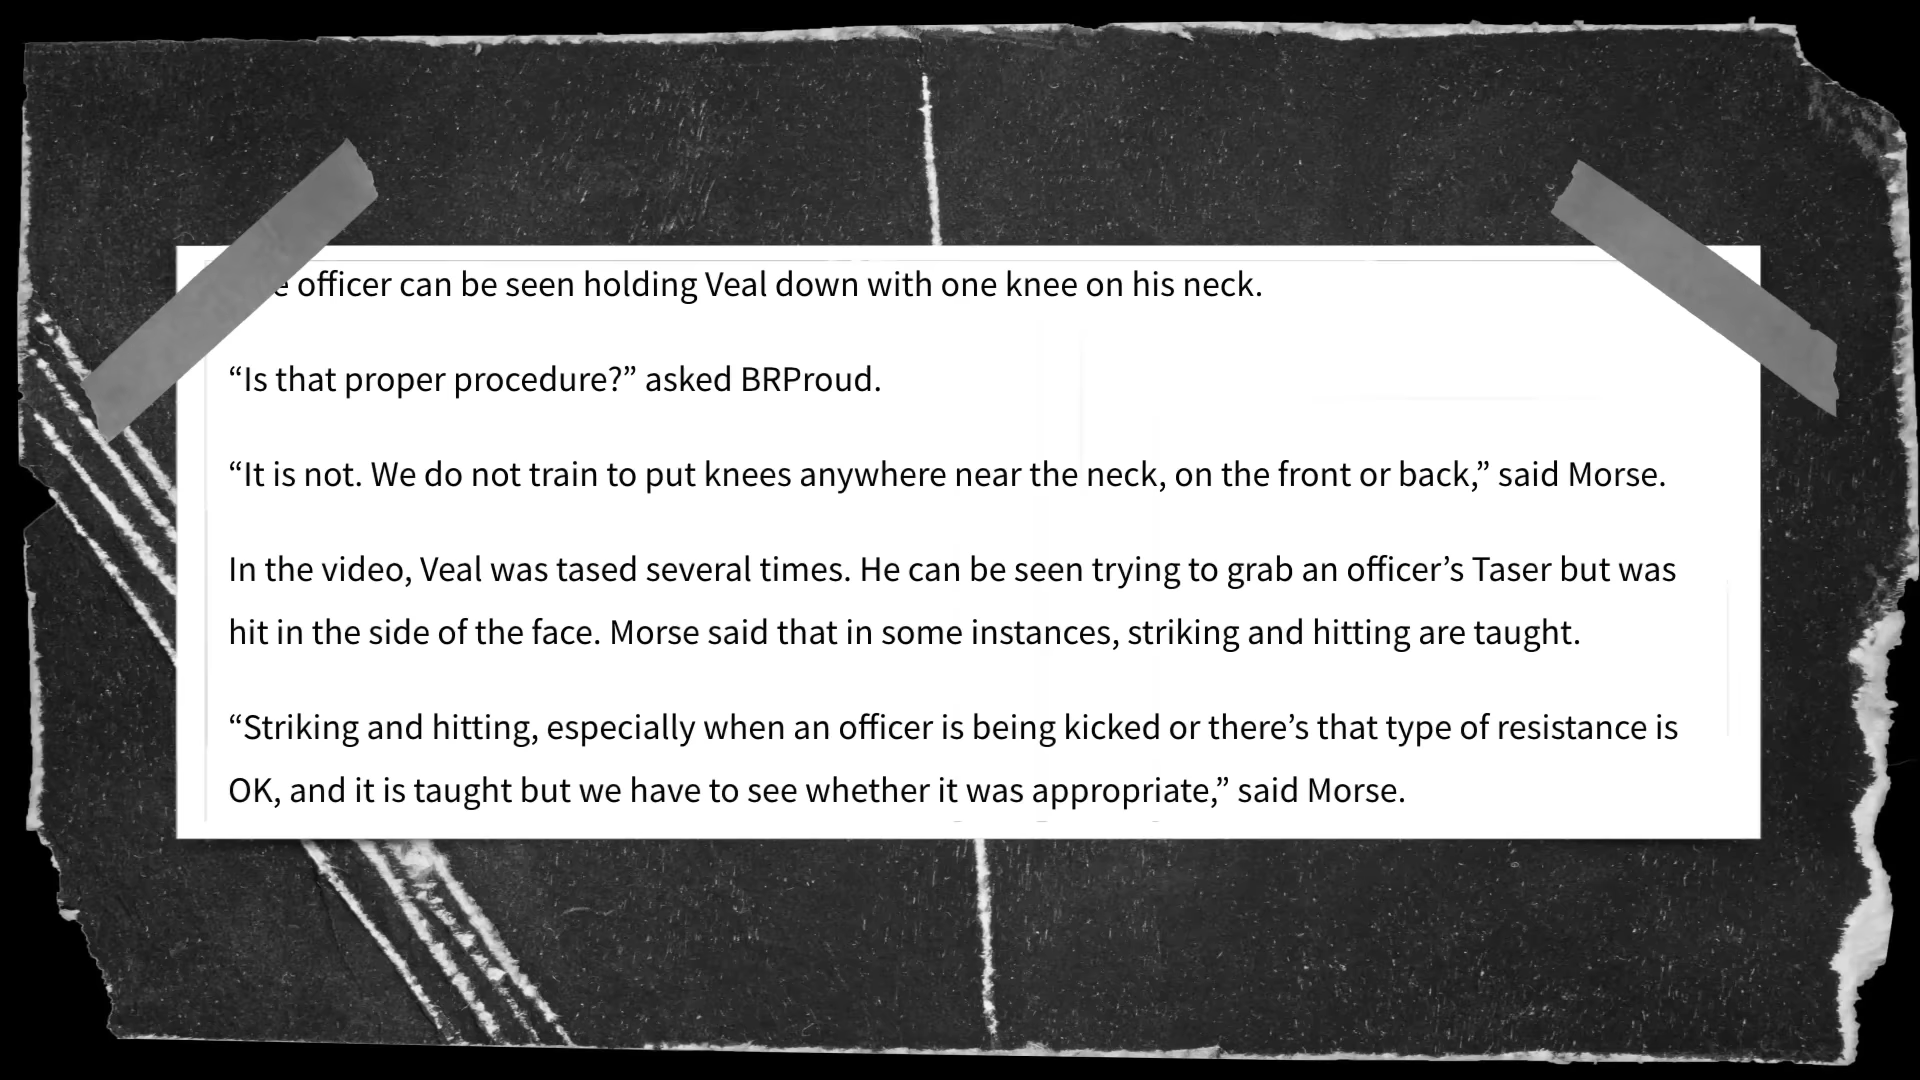 officer can be seen holding Veal down with one knee on his neck.
“Is that proper procedure?” asked BRProud.
“It is not. We do not train to put knees anywhere near the neck, on the front or back,” said Morse.
In the video, Veal was tased several times. He can be seen trying to grab an officer’s Taser but was
hit in the side of the face. Morse said that in some instances, striking and hitting are taught.
“Striking and hitting, especially when an officer is being kicked or there’s that type of resistance is
OK, and it is taught but we have to see whether it was appropriate,” said Morse.